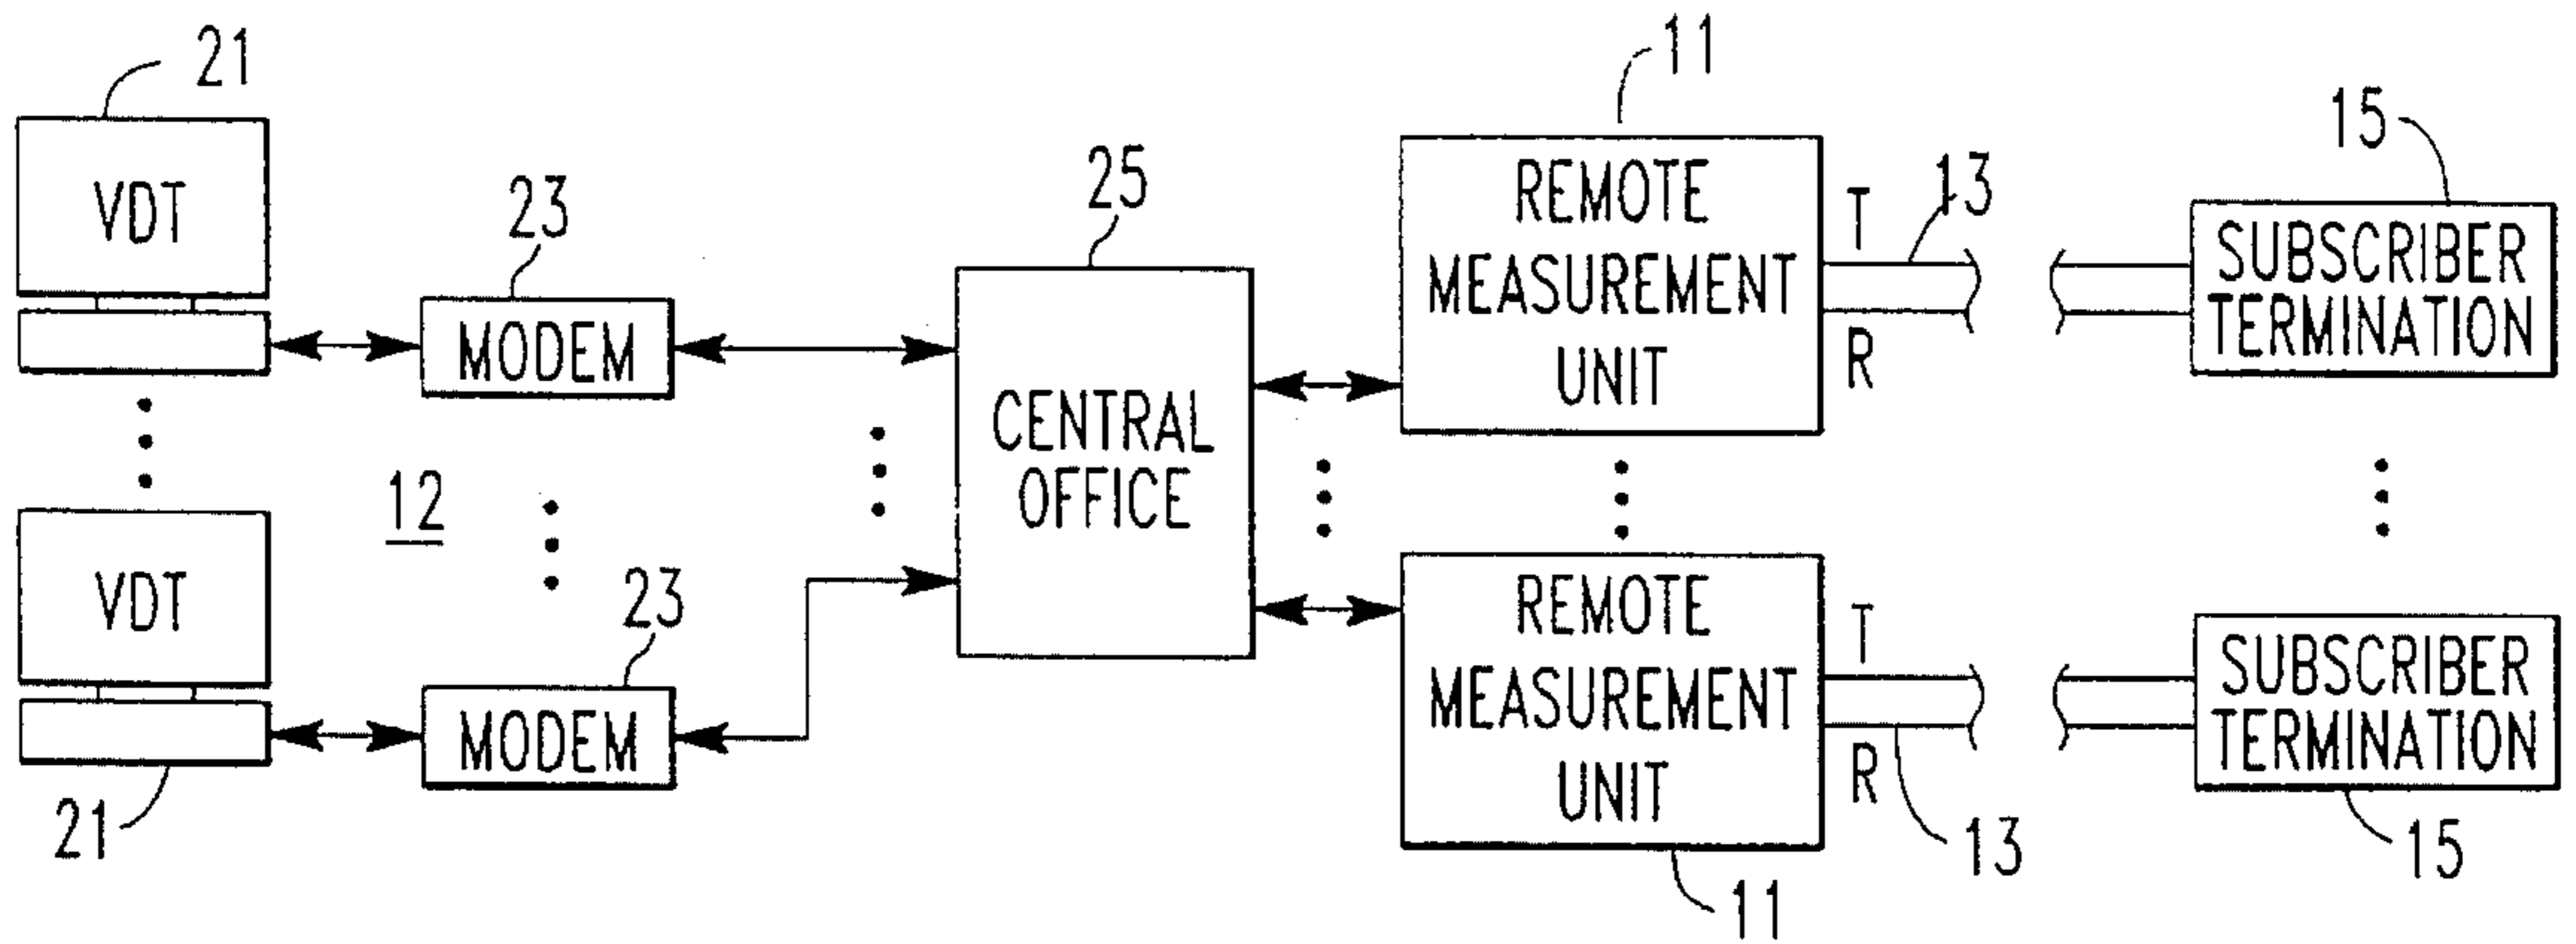 21
VDT
23
MODEM
25
CENTRAL
OFFICE
11
REMOTE
MEASUREMENT
UNIT
T
R
13
15
SUBSCRIBER
TERMINATION
12
VDT
21
23
MODEM
REMOTE
MEASUREMENT
UNIT
11
T
R
13
SUBSCRIBER
TERMINATION
15